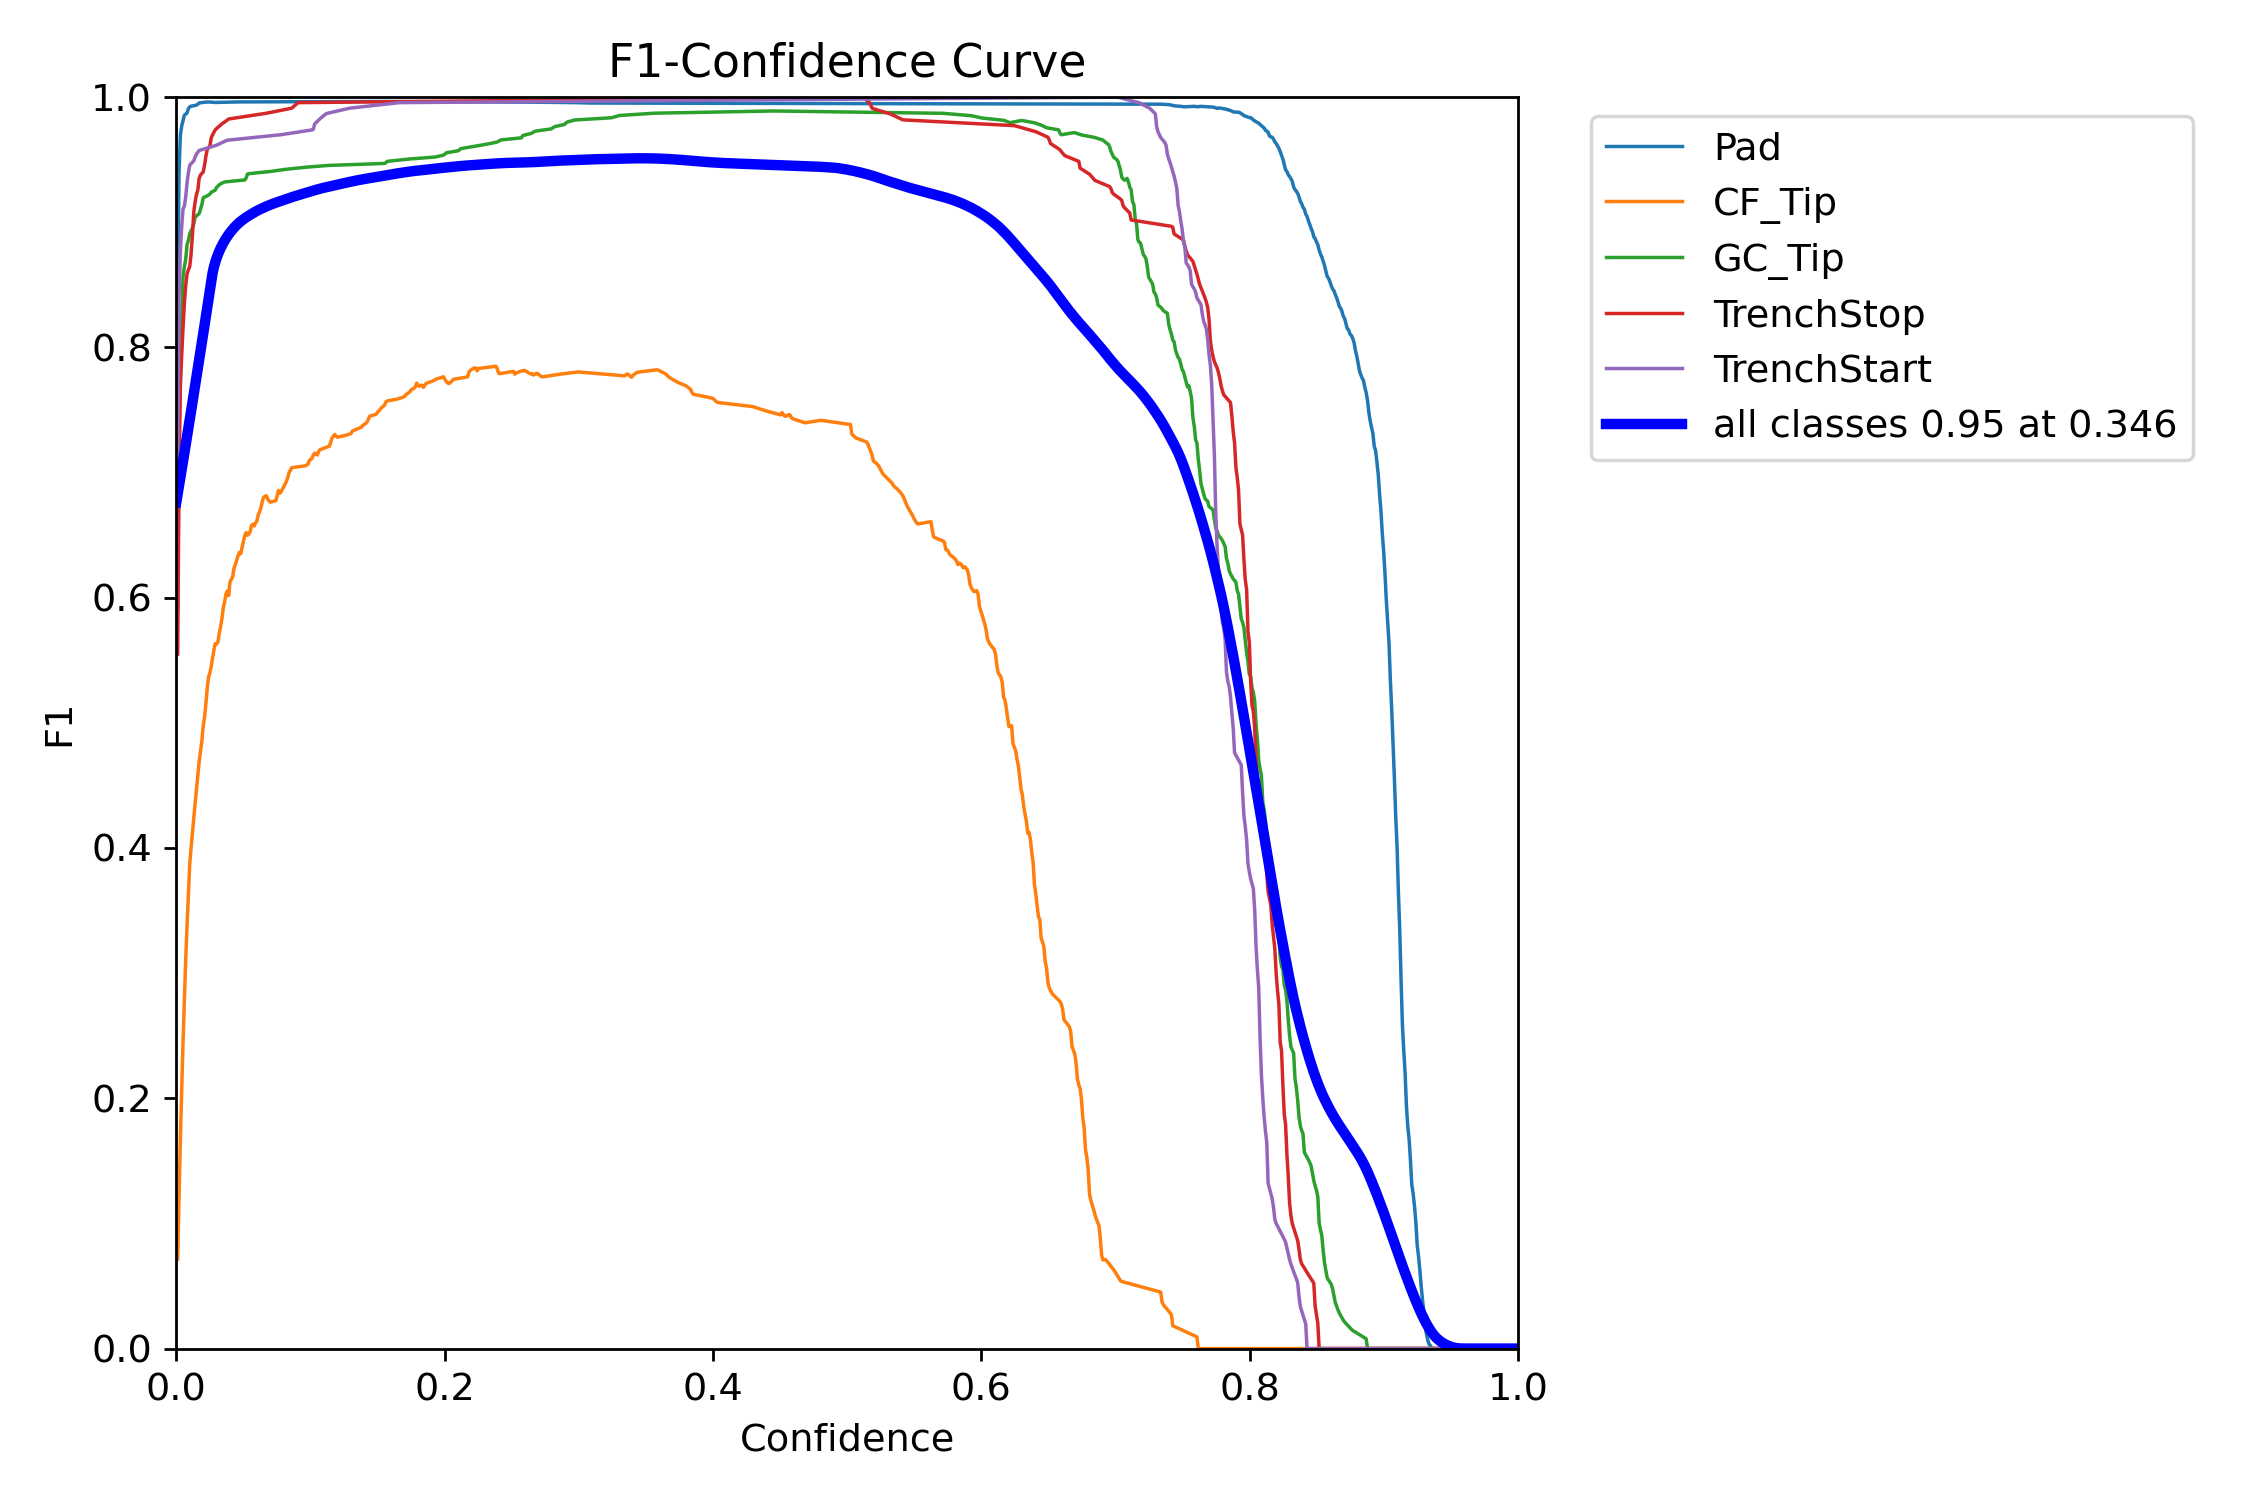 F1-Confidence Curve
1.0
0.8
0.6
0.4
0.2
0.0
F1
0.0 0.2 0.4 0.6 0.8 1.0
Confidence
Pad
CF_Tip
GC_Tip
TrenchStop
TrenchStart
all classes 0.95 at 0.346